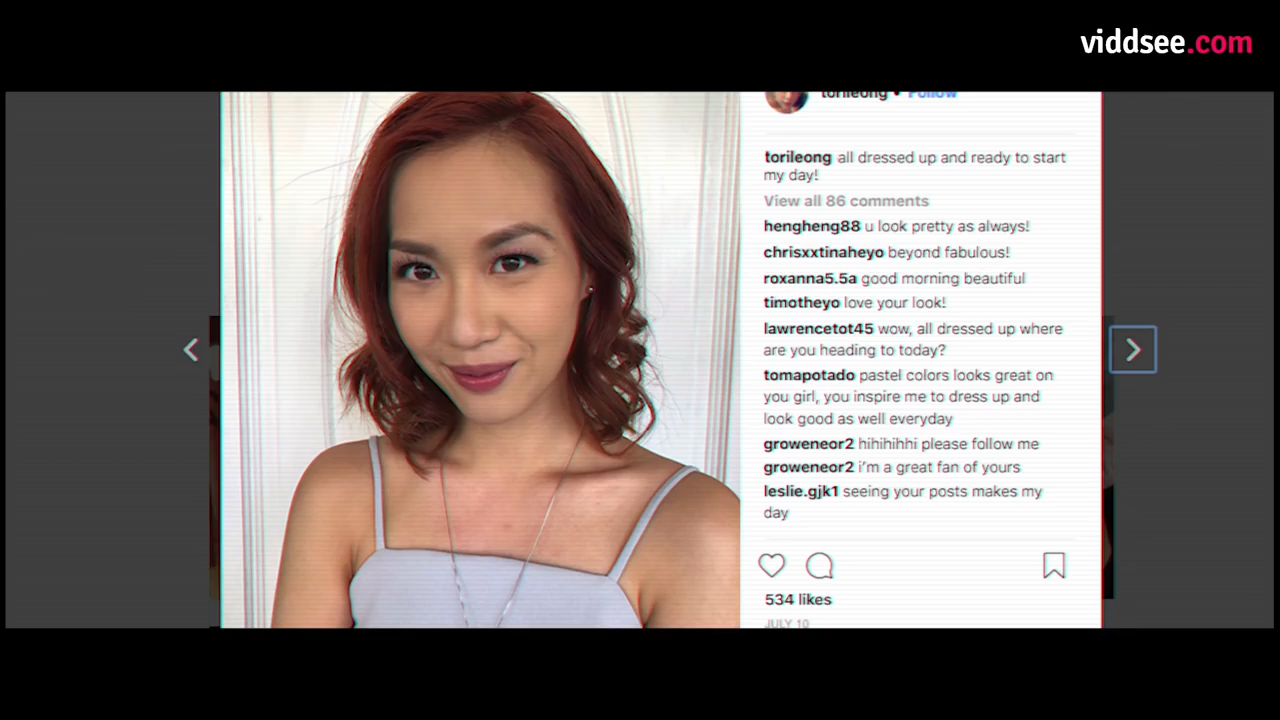 viddsee.com
torileong • Follow
torileong all dressed up and ready to start
my day!
View all 86 comments
hengheng88 u look pretty as always!
chrisxxtinaheyo beyond fabulous!
roxanna5.5a good morning beautiful
timotheyo love your look!
lawrencetot45 wow, all dressed up where
are you heading to today?
tomapotado pastel colors looks great on
you girl, you inspire me to dress up and
look good as well everyday
groweneor2 hihihihhi please follow me
groweneor2 i'm a great fan of yours
leslie.gjk1 seeing your posts makes my
day
534 likes
JULY 10